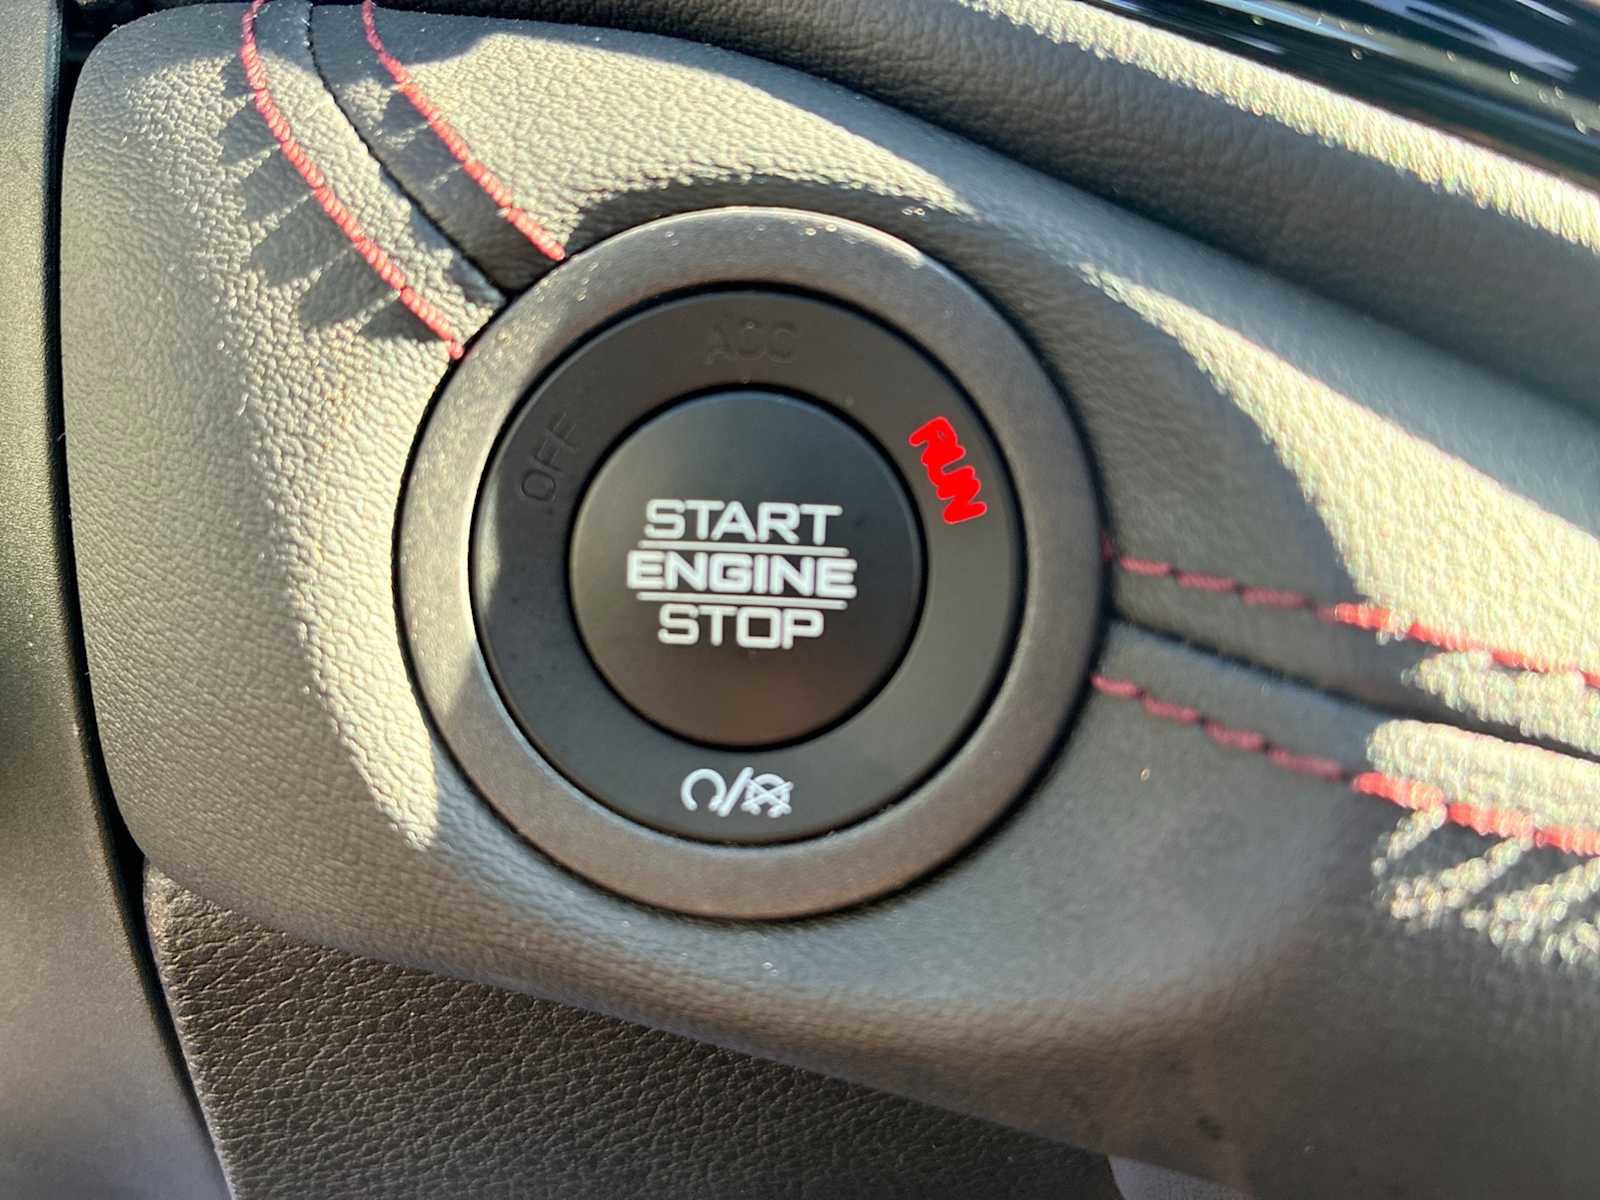 ACC
OFF
RUN
START
ENGINE
STOP